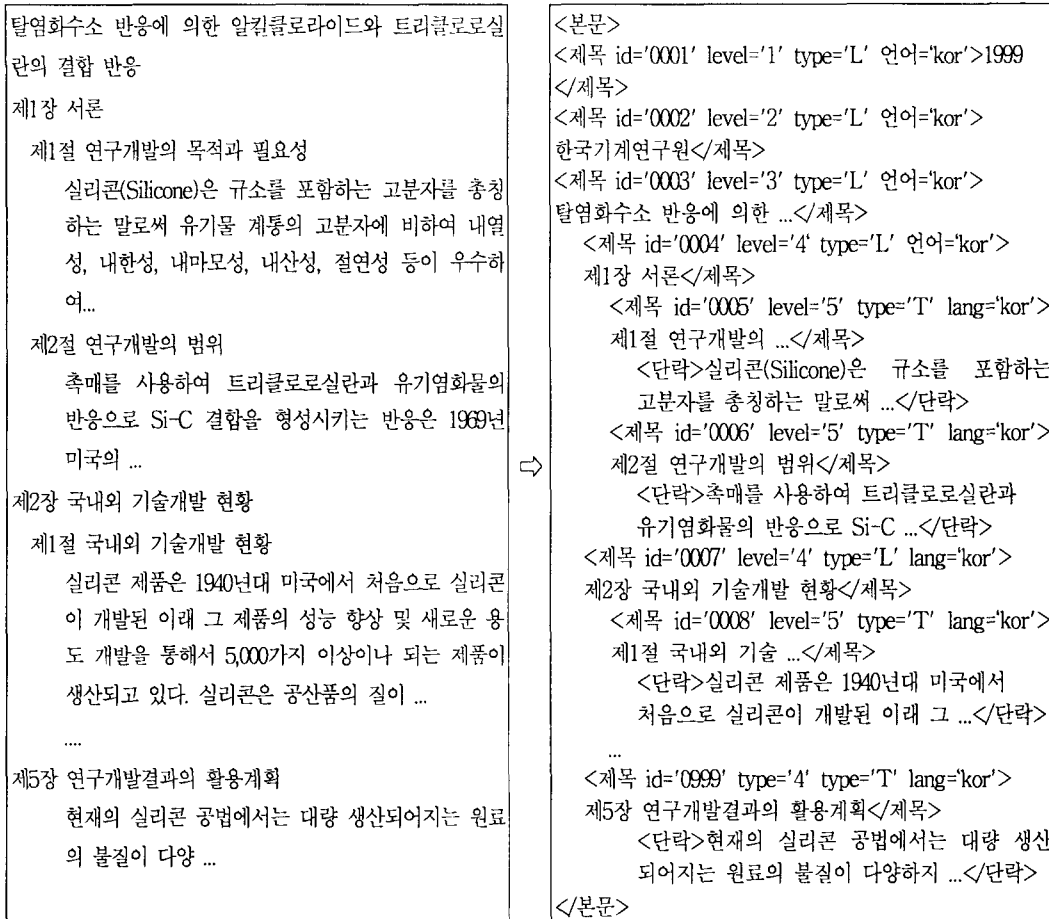 탈염화수소 반응에 의한 알킬클로라이드와 트리클로로실
란의 결합 반응
제1장 서론
제1절 연구개발의 목적과 필요성
실리콘(Silicone)은 규소를 포함하는 고분자를 총칭
하는 말로써 유기물 계통의 고분자에 비하여 내열
성, 내한성, 내마모성, 내산성, 절연성 등이 우수하
여...
제2절 연구개발의 범위
촉매를 사용하여 트리클로로실란과 유기염화물의
반응으로 Si-C 결합을 형성시키는 반응은 1969년
미국의 ...
제2장 국내외 기술개발 현황
제1절 국내외 기술개발 현황
실리콘 제품은 1940년대 미국에서 처음으로 실리콘
이 개발된 이래 그 제품의 성능 향상 및 새로운 용
도 개발을 통해서 5,000가지 이상이나 되는 제품이
생산되고 있다. 실리콘은 공산품의 질이 ...
....
제5장 연구개발결과의 활용계획
현재의 실리콘 공법에서는 대량 생산되어지는 원료
의 불질이 다양 ...
⇨
<본문>
<제목 id='0001' level='1' type='L' 언어='kor'>1999
</제목>
<제목 id='0002' level='2' type='L' 언어='kor'>
한국기계연구원</제목>
<제목 id='0003' level='3' type='L' 언어='kor'>
탈염화수소 반응에 의한 ...</제목>
<제목 id='0004' level='4' type='L' 언어='kor'>
제1장 서론</제목>
<제목 id='0005' level='5' type='T' lang='kor'>
제1절 연구개발의 ...</제목>
<단락>실리콘(Silicone)은 규소를 포함하는
고분자를 총칭하는 말로써 ...</단락>
<제목 id='0006' level='5' type='T' lang='kor'>
제2절 연구개발의 범위</제목>
<단락>촉매를 사용하여 트리클로로실란과
유기염화물의 반응으로 Si-C ...</단락>
<제목 id='0007' level='4' type='L' lang='kor'>
제2장 국내외 기술개발 현황</제목>
<제목 id='0008' level='5' type='T' lang='kor'>
제1절 국내외 기술 ...</제목>
<단락>실리콘 제품은 1940년대 미국에서
처음으로 실리콘이 개발된 이래 그 ...</단락>
...
<제목 id='0999' type='4' type='T' lang='kor'>
제5장 연구개발결과의 활용계획</제목>
<단락>현재의 실리콘 공법에서는 대량 생산
되어지는 원료의 불질이 다양하지 ...</단락>
</본문>